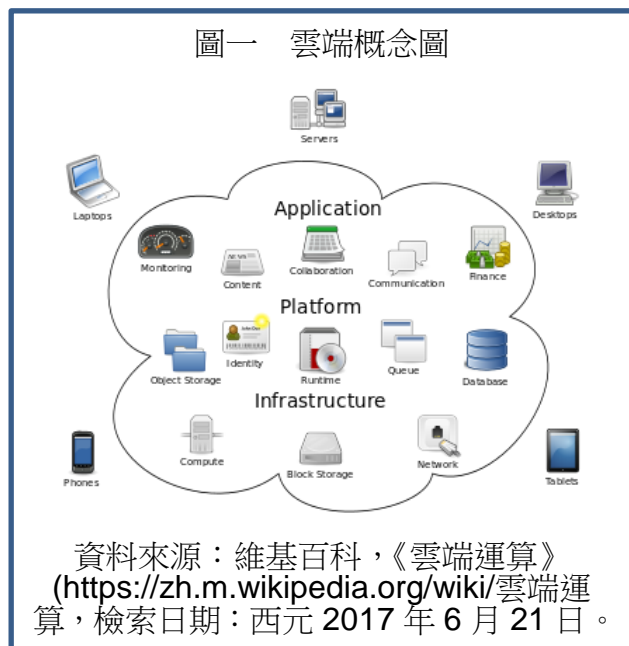 圖一　雲端概念圖
Servers
Laptops
Desktops
Application
Monitoring
Content
Collaboration
Communication
Finance
Platform
Object Storage
Identity
Runtime
Queue
Database
Infrastructure
Compute
Block Storage
Network
Phones
Tablets
資料來源：維基百科，《雲端運算》
(https://zh.m.wikipedia.org/wiki/雲端運
算，檢索日期：西元 2017 年 6 月 21 日。